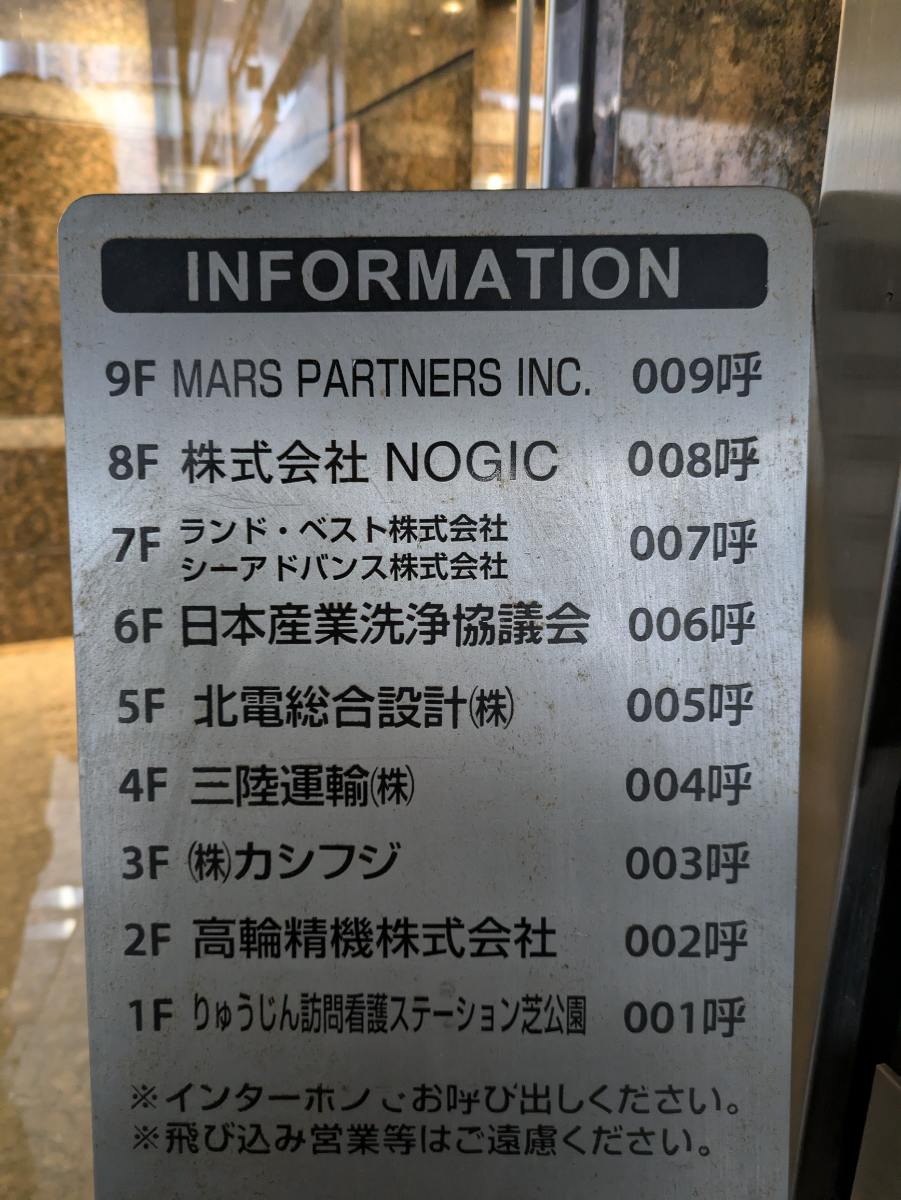 INFORMATION
9F MARS PARTNERS INC. 009呼
8F 株式会社 NOGIC 008呼
7F ランド・ベスト株式会社 007呼
シーアドバンス株式会社
6F 日本産業洗浄協議会 006呼
5F 北電総合設計㈱ 005呼
4F 三陸運輸㈱ 004呼
3F ㈱カシフジ 003呼
2F 高輪精機株式会社 002呼
1F りゅうじん訪問看護ステーション芝公園 001呼
※インターホンでお呼び出しください。
※飛び込み営業等はご遠慮ください。